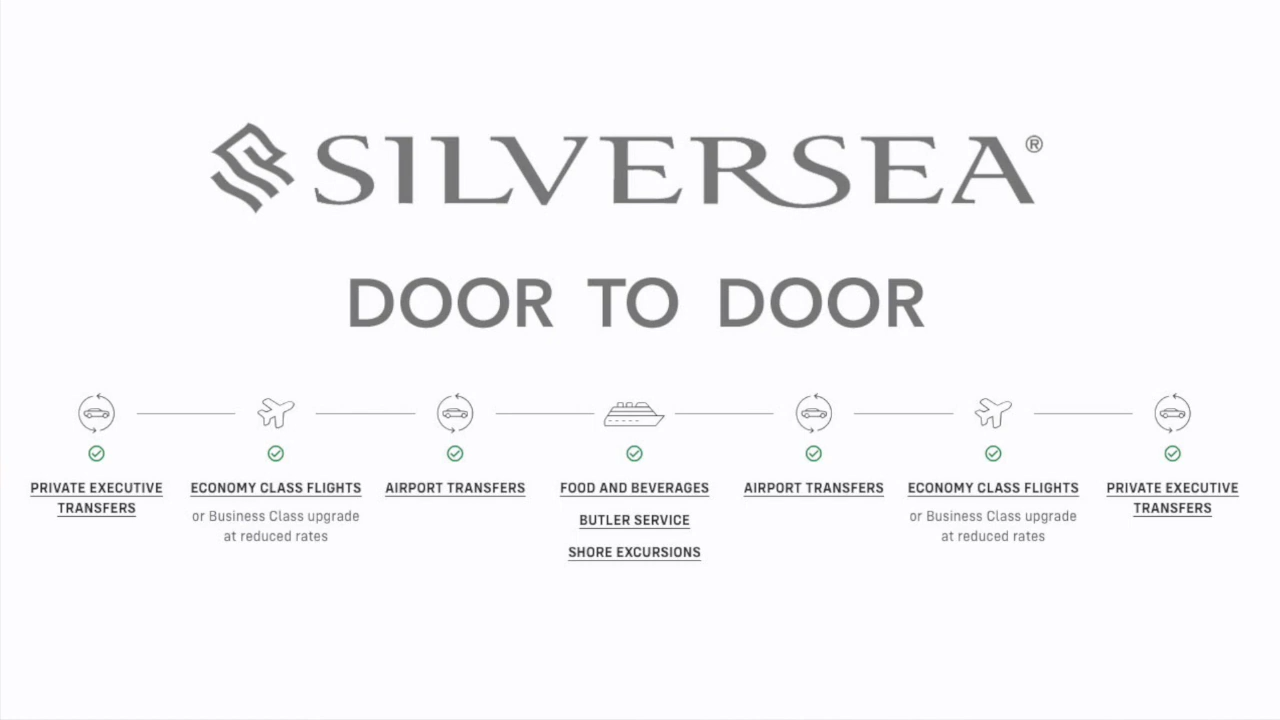 SILVERSEA®
DOOR TO DOOR
PRIVATE EXECUTIVE
TRANSFERS
ECONOMY CLASS FLIGHTS
or Business Class upgrade
at reduced rates
AIRPORT TRANSFERS
FOOD AND BEVERAGES
BUTLER SERVICE
SHORE EXCURSIONS
AIRPORT TRANSFERS
ECONOMY CLASS FLIGHTS
or Business Class upgrade
at reduced rates
PRIVATE EXECUTIVE
TRANSFERS